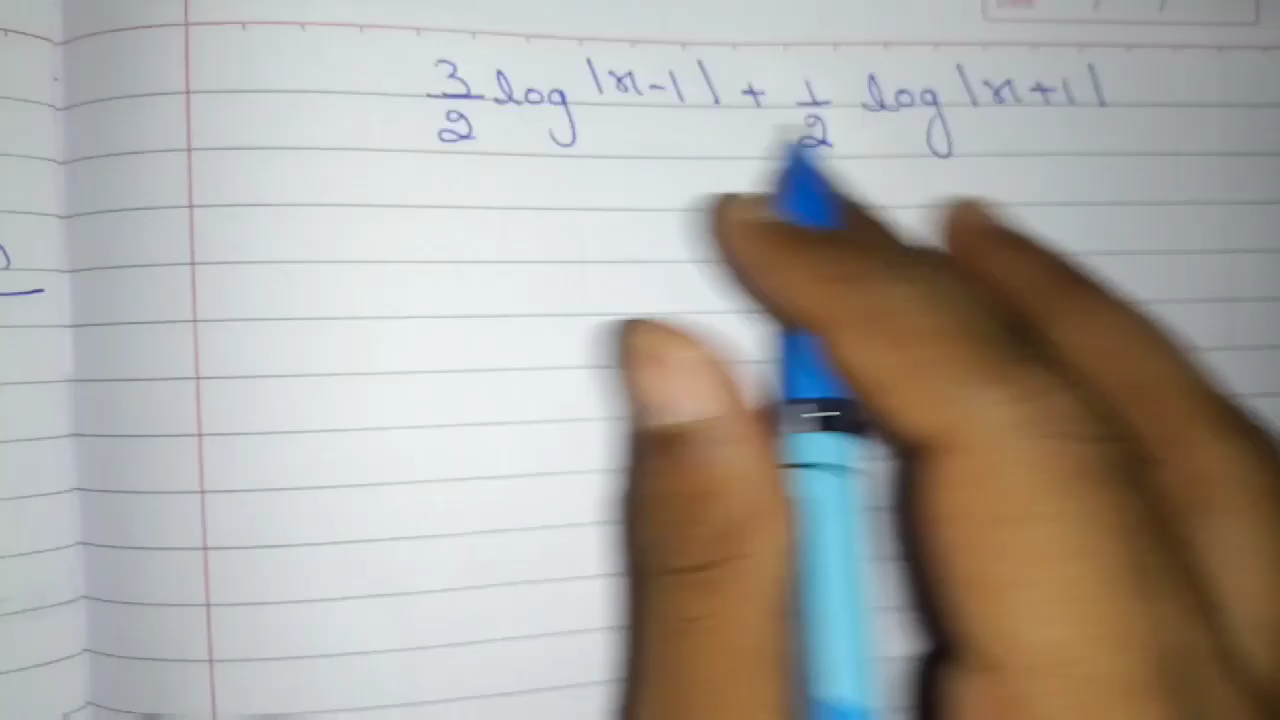 3/2 log |x-1| + 1/2 log |x+1|